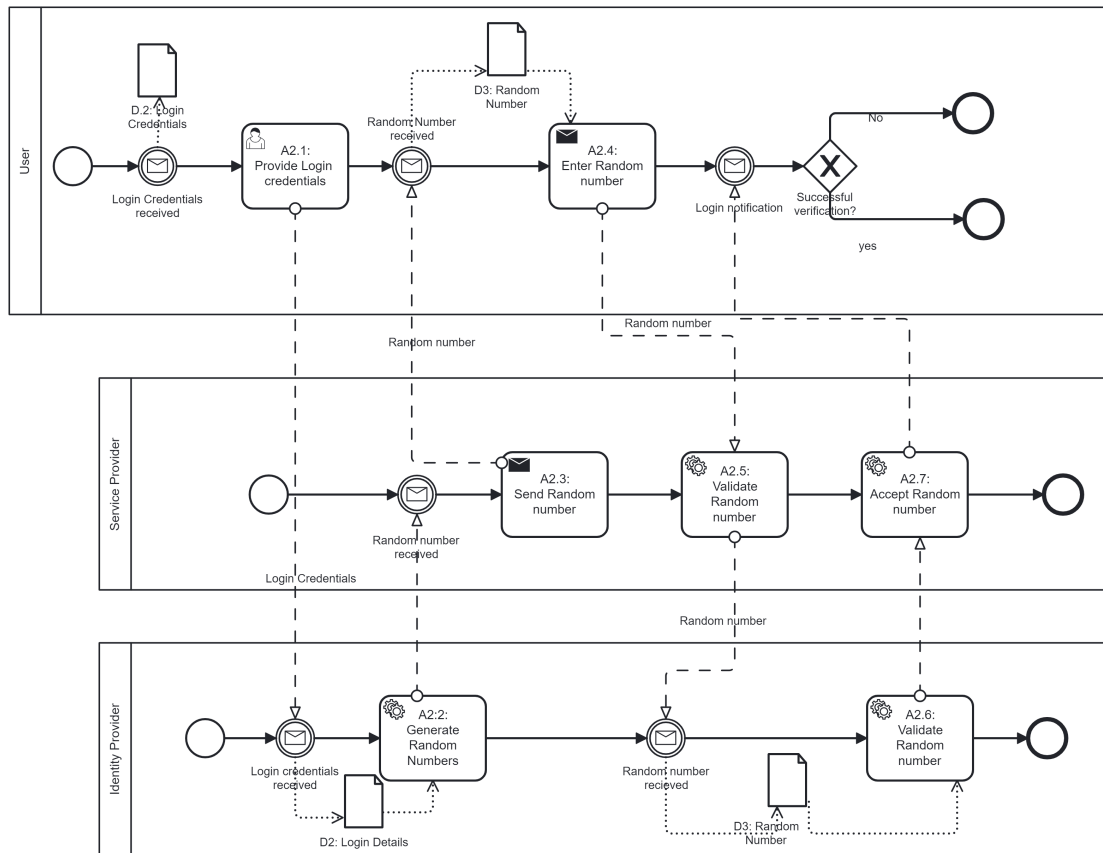 User
D.2: Login
Credentials
Login Credentials
received
A2.1:
Provide Login
credentials
Random Number
received
D3: Random
Number
A2.4:
Enter Random
number
Login notification
Successful
verification?
No
yes
Random number
Random number
Service Provider
Random number
received
A2.3:
Send Random
number
A2.5:
Validate
Random
number
A2.7:
Accept Random
number
Login Credentials
Random number
Identity Provider
Login credentials
received
A2:2:
Generate
Random
Numbers
D2: Login Details
Random number
recieved
D3: Random
Number
A2.6:
Validate
Random
number